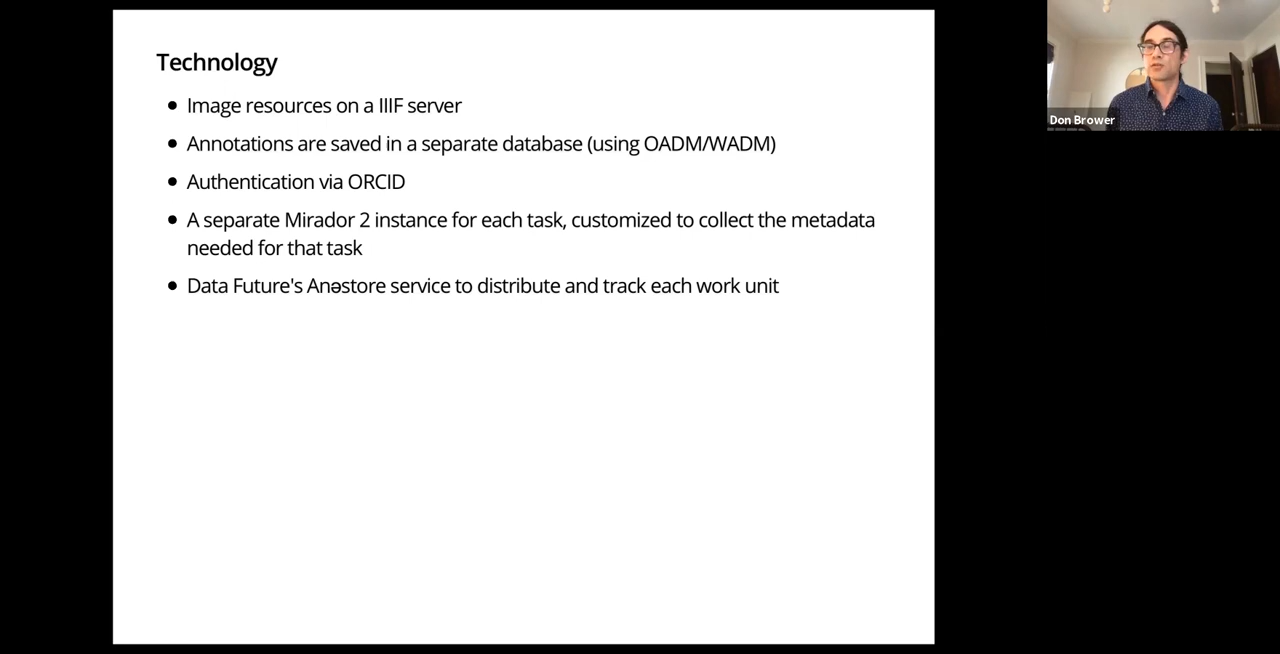 Technology
Image resources on a IIIF server
Annotations are saved in a separate database (using OADM/WADM)
Authentication via ORCID
A separate Mirador 2 instance for each task, customized to collect the metadata
needed for that task
Data Future's Anəstore service to distribute and track each work unit
Don Brower